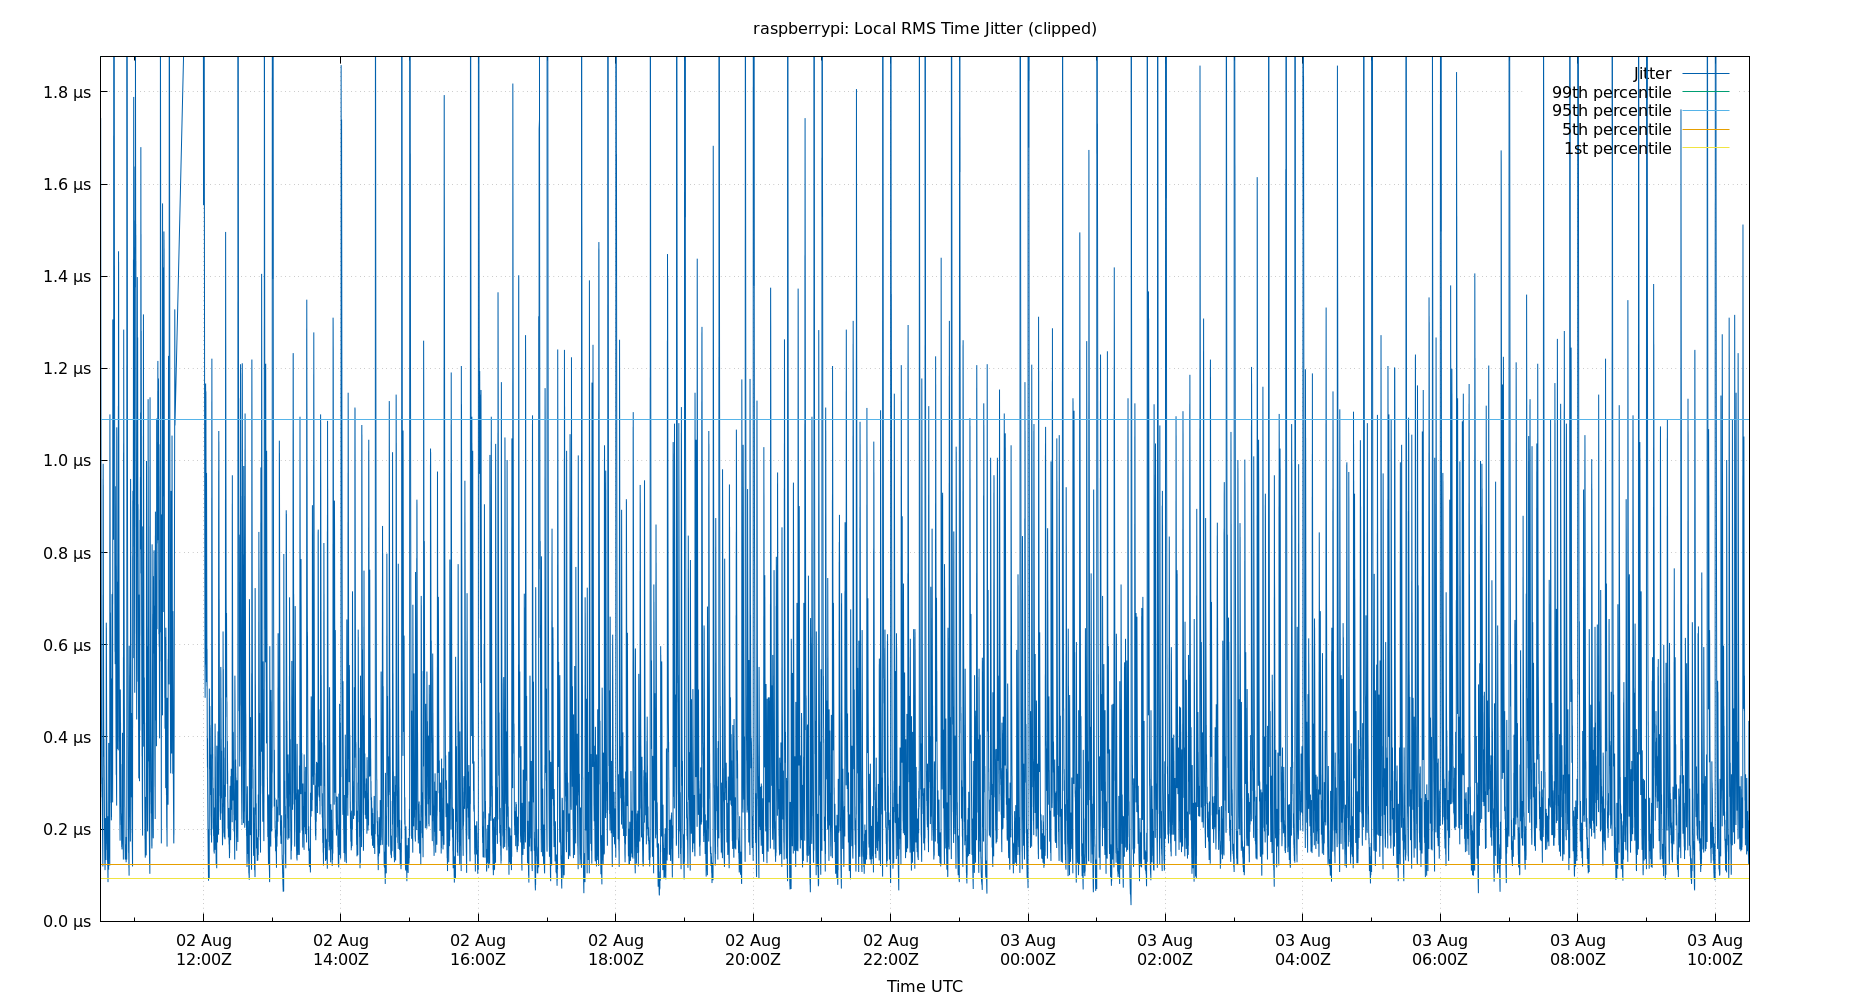 raspberrypi: Local RMS Time Jitter (clipped)
Jitter
99th percentile
95th percentile
5th percentile
1st percentile
1.8 µs
1.6 µs
1.4 µs
1.2 µs
1.0 µs
0.8 µs
0.6 µs
0.4 µs
0.2 µs
0.0 µs
02 Aug 02 Aug 02 Aug 02 Aug 02 Aug 02 Aug 03 Aug 03 Aug 03 Aug 03 Aug 03 Aug 03 Aug
12:00Z 14:00Z 16:00Z 18:00Z 20:00Z 22:00Z 00:00Z 02:00Z 04:00Z 06:00Z 08:00Z 10:00Z
Time UTC